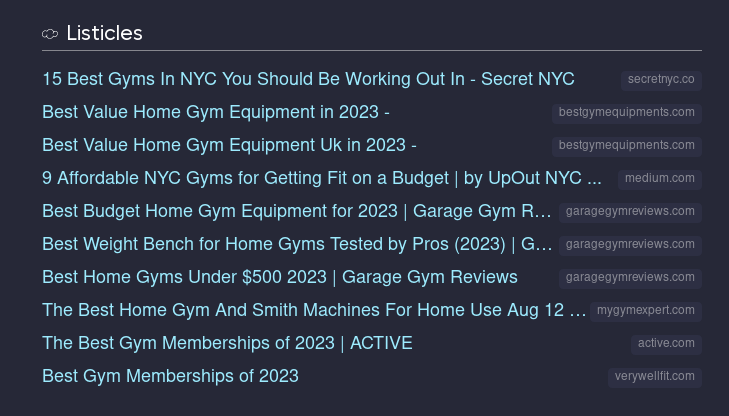 Listicles
15 Best Gyms In NYC You Should Be Working Out In - Secret NYC secretnyc.co
Best Value Home Gym Equipment in 2023 - bestgymequipments.com
Best Value Home Gym Equipment Uk in 2023 - bestgymequipments.com
9 Affordable NYC Gyms for Getting Fit on a Budget | by UpOut NYC ... medium.com
Best Budget Home Gym Equipment for 2023 | Garage Gym R... garagegymreviews.com
Best Weight Bench for Home Gyms Tested by Pros (2023) | G... garagegymreviews.com
Best Home Gyms Under $500 2023 | Garage Gym Reviews garagegymreviews.com
The Best Home Gym And Smith Machines For Home Use Aug 12 ... mygymexpert.com
The Best Gym Memberships of 2023 | ACTIVE active.com
Best Gym Memberships of 2023 verywellfit.com